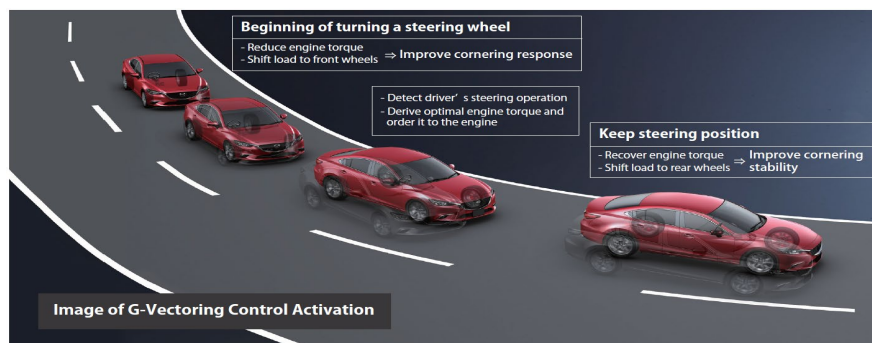 Beginning of turning a steering wheel
- Reduce engine torque
- Shift load to front wheels ⇒ Improve cornering response
- Detect driver's steering operation
- Derive optimal engine torque and
order it to the engine
Keep steering position
- Recover engine torque
- Shift load to rear wheels ⇒ Improve cornering
stability
Image of G-Vectoring Control Activation